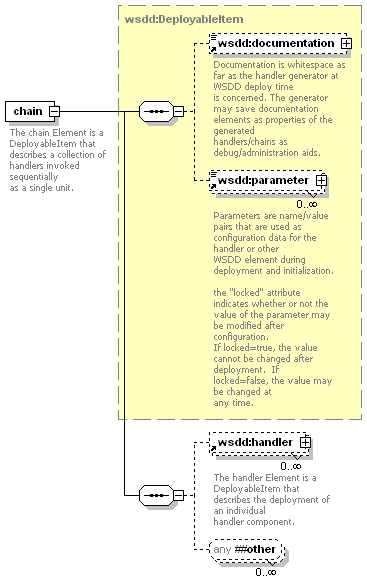 wsdd:DeployableItem
wsdd:documentation
Documentation is whitespace as
far as the handler generator at
WSDD deploy time
is concerned. The generator
may save documentation
elements as properties of the
generated
handlers/chains as
debug/administration aids.
chain
The chain Element is a
DeployableItem that
describes a collection of
handlers invoked
sequentially
as a single unit.
wsdd:parameter
0..∞
Parameters are name/value
pairs that are used as
configuration data for the
handler or other
WSDD element during
deployment and initialization.
the "locked" attribute
indicates whether or not the
value of the parameter may
be modified after
configuration.
If locked=true, the value
cannot be changed after
deployment. If
locked=false, the value may
be changed at
any time.
wsdd:handler
0..∞
The handler Element is a
DeployableItem that
describes the deployment of
an individual
handler component.
any ##other
0..∞